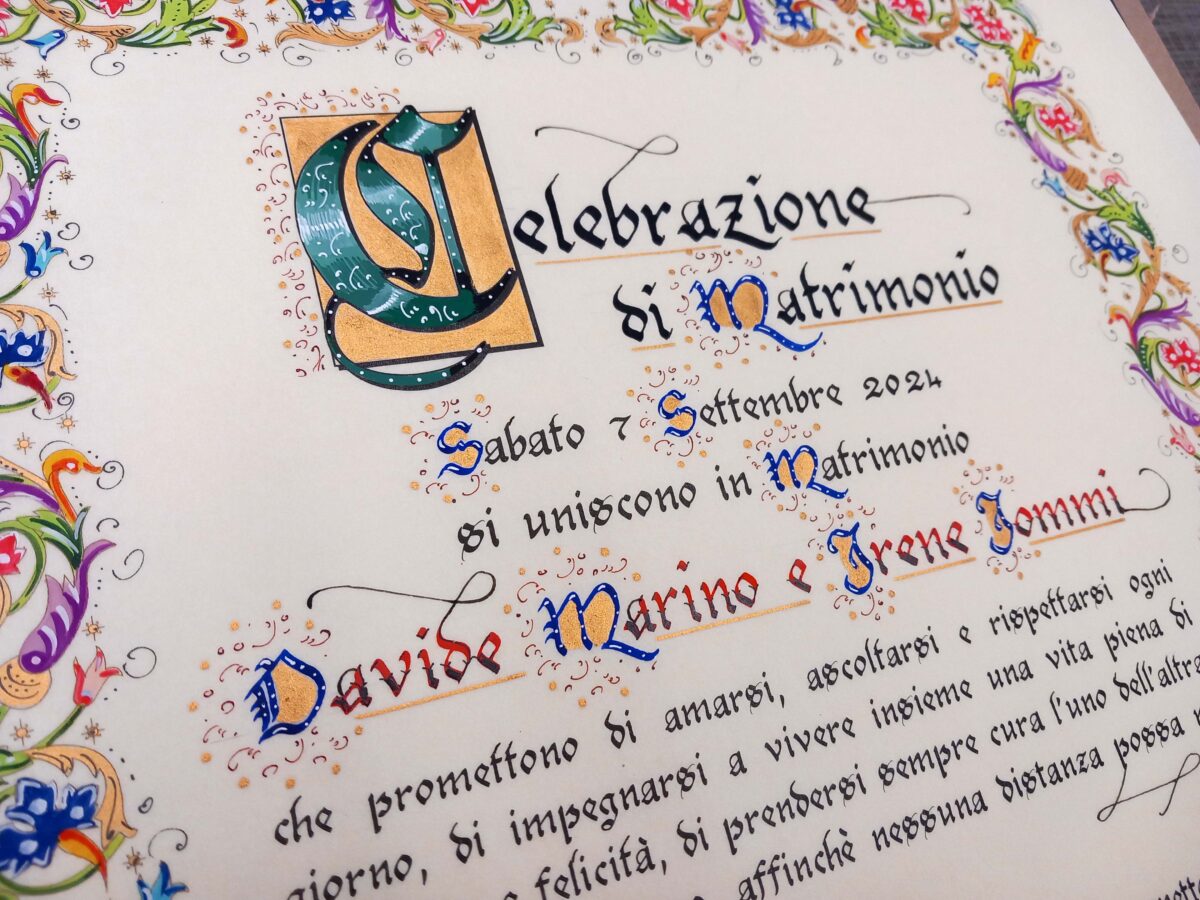 Celebrazione
di Matrimonio
Sabato 7 Settembre 2024
si uniscono in Matrimonio
Davide Marino e Irene Iommi
che promettono di amarsi, ascoltarsi e rispettarsi ogni
giorno, di impegnarsi a vivere insieme una vita piena di
e felicità, di prendersi sempre cura l'uno dell'altra
affinchè nessuna distanza possa